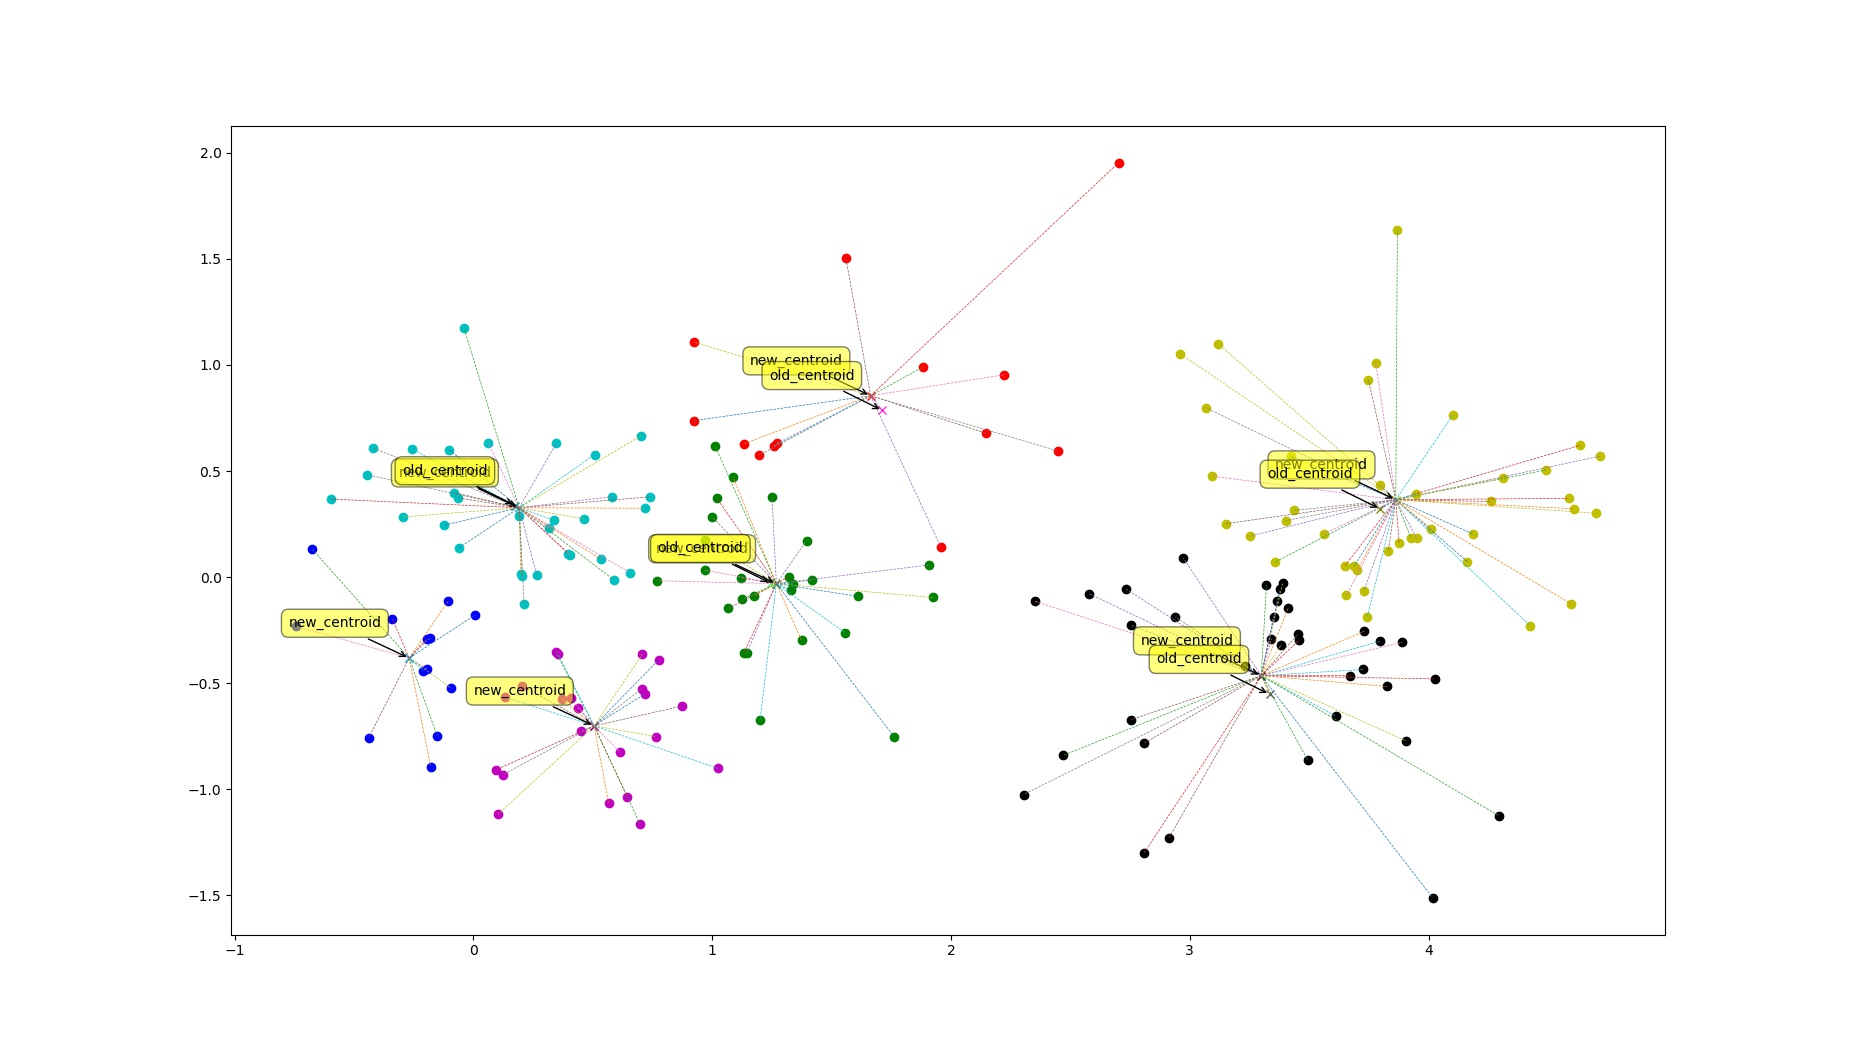 2.0
1.5
new_centroid
1.0
old_centroid
new_centroid
old_centroid
new_centroid
0.5
old_centroid
old_centroid
new_centroid
0.0
new_centroid
new_centroid
old_centroid
new_centroid
−0.5
−1.0
−1.5
−1 0 1 2 3 4